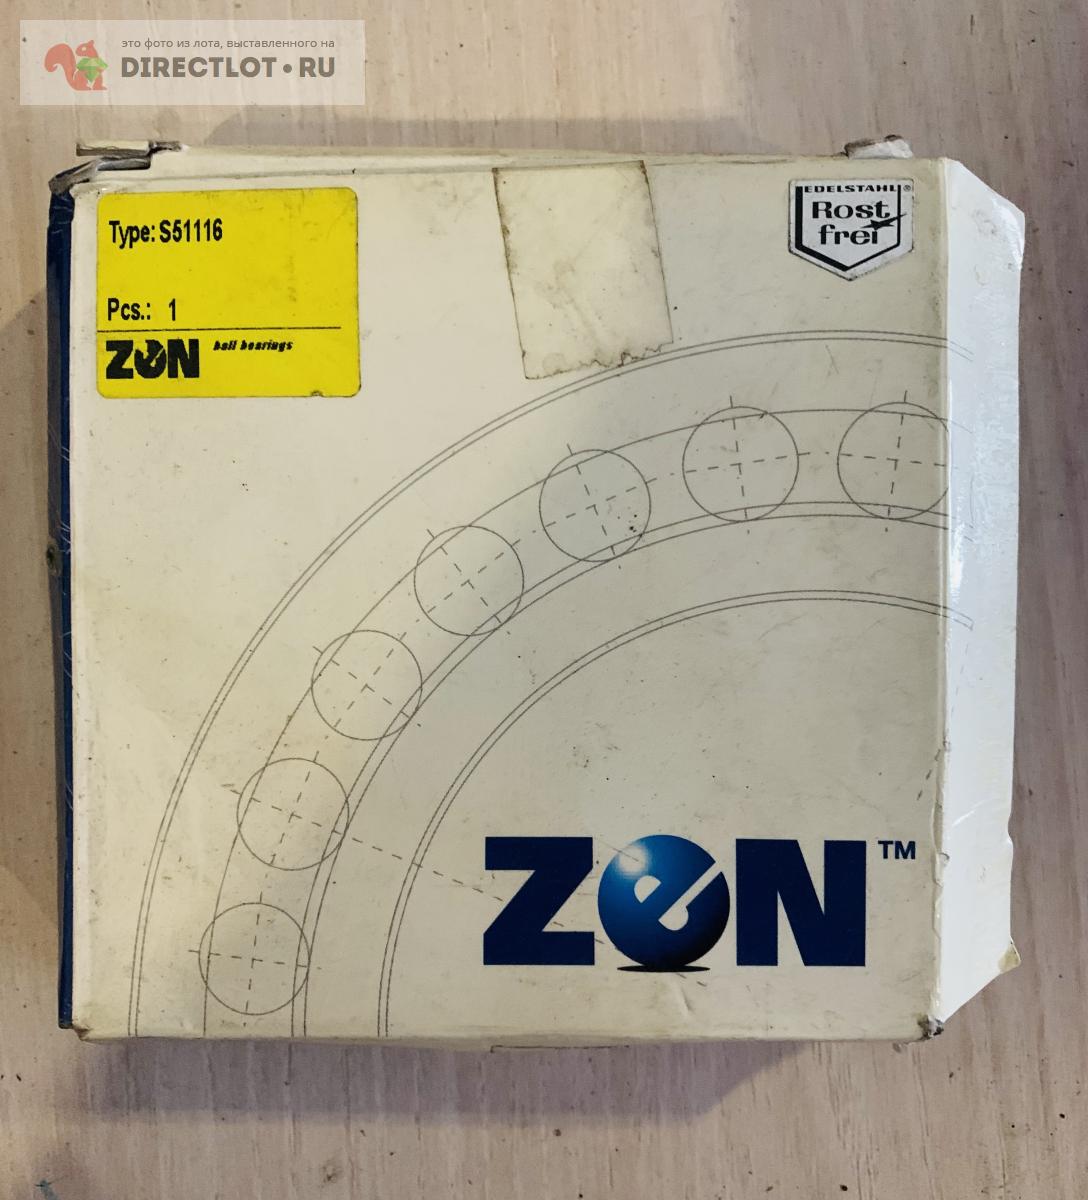 это фото из лота, выставленного на
DIRECTLOT•RU
EDELSTAHL®
Rost
frei
Type: S51116
Pcs.: 1
ZEN ball bearings
ZeN™